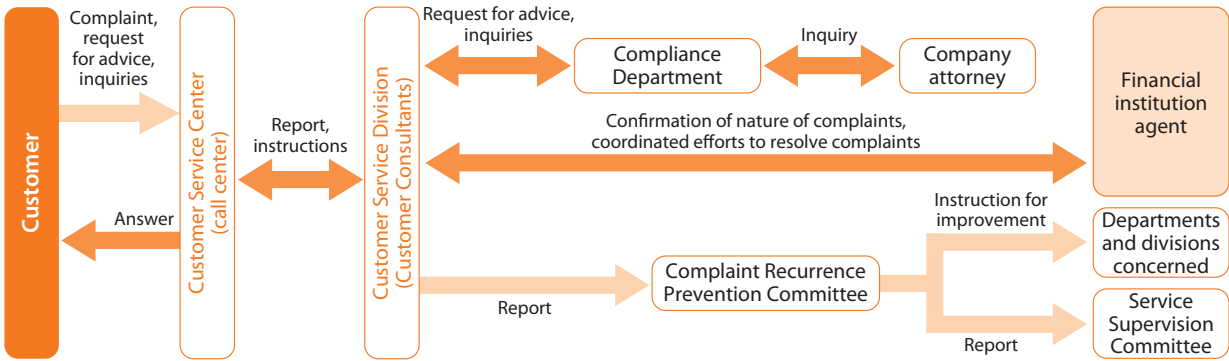 Customer
Complaint,
request
for advice,
inquiries
Answer
Customer Service Center
(call center)
Report,
instructions
Customer Service Division
(Customer Consultants)
Request for advice,
inquiries
Compliance
Department
Inquiry
Company
attorney
Confirmation of nature of complaints,
coordinated efforts to resolve complaints
Financial
institution
agent
Report
Complaint Recurrence
Prevention Committee
Instruction for
improvement
Departments
and divisions
concerned
Report
Service
Supervision
Committee